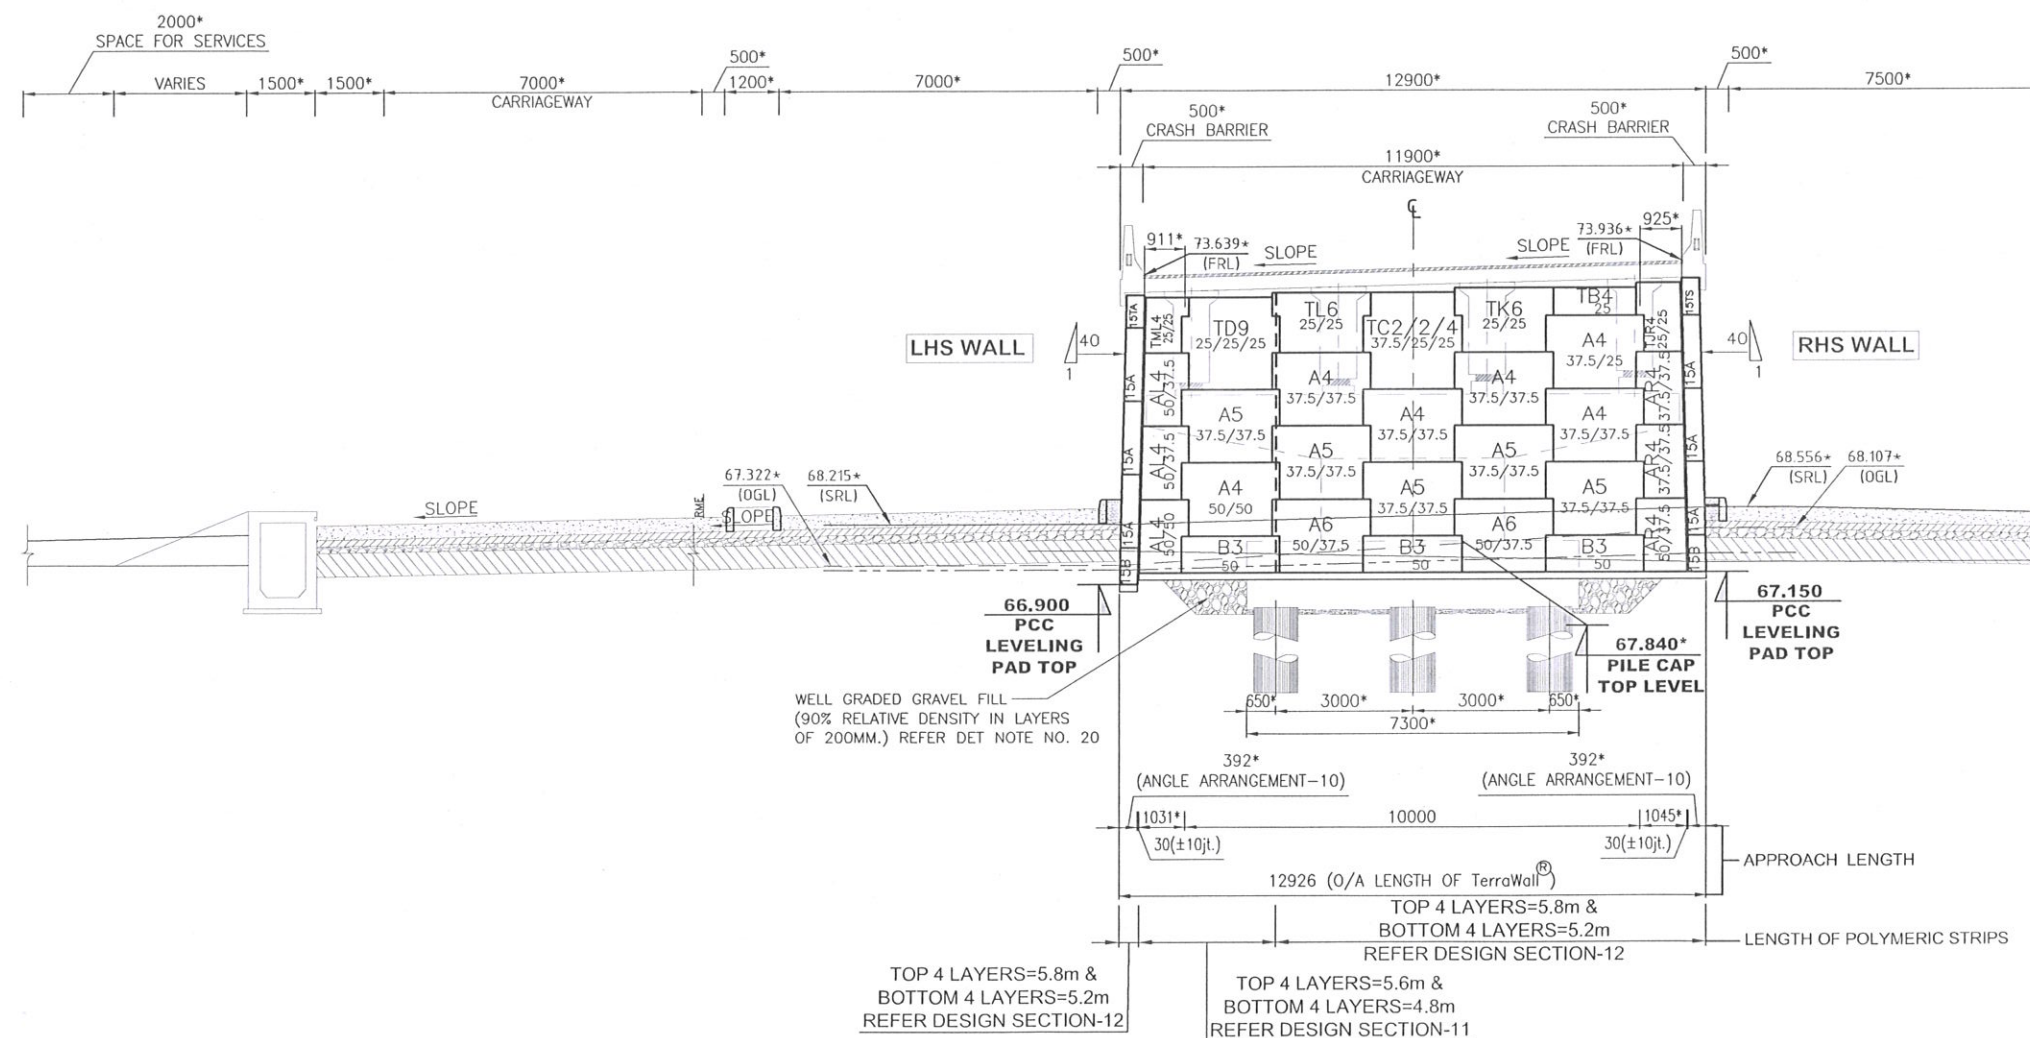 2000*
SPACE FOR SERVICES
VARIES
1500*
1500*
7000*
CARRIAGEWAY
500*
1200*
7000*
500*
12900*
500*
7500*
500*
CRASH BARRIER
500*
CRASH BARRIER
11900*
CARRIAGEWAY
℄
911*
73.639*
(FRL)
SLOPE
SLOPE
73.936*
(FRL)
925*
LHS WALL
40
1
40
1
RHS WALL
15TA
15A
15A
15A
15B
TML4
25/25
AL4
50/37.5
AL4
50/37.5
AL4
50/50
TD9
25/25/25
A5
37.5/37.5
A4
50/50
B3
50
TL6
25/25
A4
37.5/37.5
A5
37.5/37.5
A6
50/37.5
TC2/2/4
37.5/25/25
A4
37.5/37.5
A5
37.5/37.5
B3
50
TK6
25/25
A4
37.5/37.5
A5
37.5/37.5
A6
50/37.5
TB4
25
A4
37.5/25
A4
37.5/37.5
A5
37.5/37.5
B3
50
TJR4
25/25
AR4
37.5/37.5
AR4
37.5/37.5
AR4
50/37.5
15TS
15A
15A
15A
15B
SLOPE
RME
SLOPE
67.322*
(OGL)
68.215*
(SRL)
68.556*
(SRL)
68.107*
(OGL)
66.900
PCC
LEVELING
PAD TOP
67.150
PCC
LEVELING
PAD TOP
67.840*
PILE CAP
TOP LEVEL
WELL GRADED GRAVEL FILL
(90% RELATIVE DENSITY IN LAYERS
OF 200MM.) REFER DET NOTE NO. 20
650*
3000*
3000*
650*
7300*
392*
(ANGLE ARRANGEMENT-10)
392*
(ANGLE ARRANGEMENT-10)
1031*
10000
1045*
30(±10jt.)
30(±10jt.)
APPROACH LENGTH
12926 (O/A LENGTH OF TerraWall®)
TOP 4 LAYERS=5.8m &
BOTTOM 4 LAYERS=5.2m
REFER DESIGN SECTION-12
LENGTH OF POLYMERIC STRIPS
TOP 4 LAYERS=5.8m &
BOTTOM 4 LAYERS=5.2m
REFER DESIGN SECTION-12
TOP 4 LAYERS=5.6m &
BOTTOM 4 LAYERS=4.8m
REFER DESIGN SECTION-11